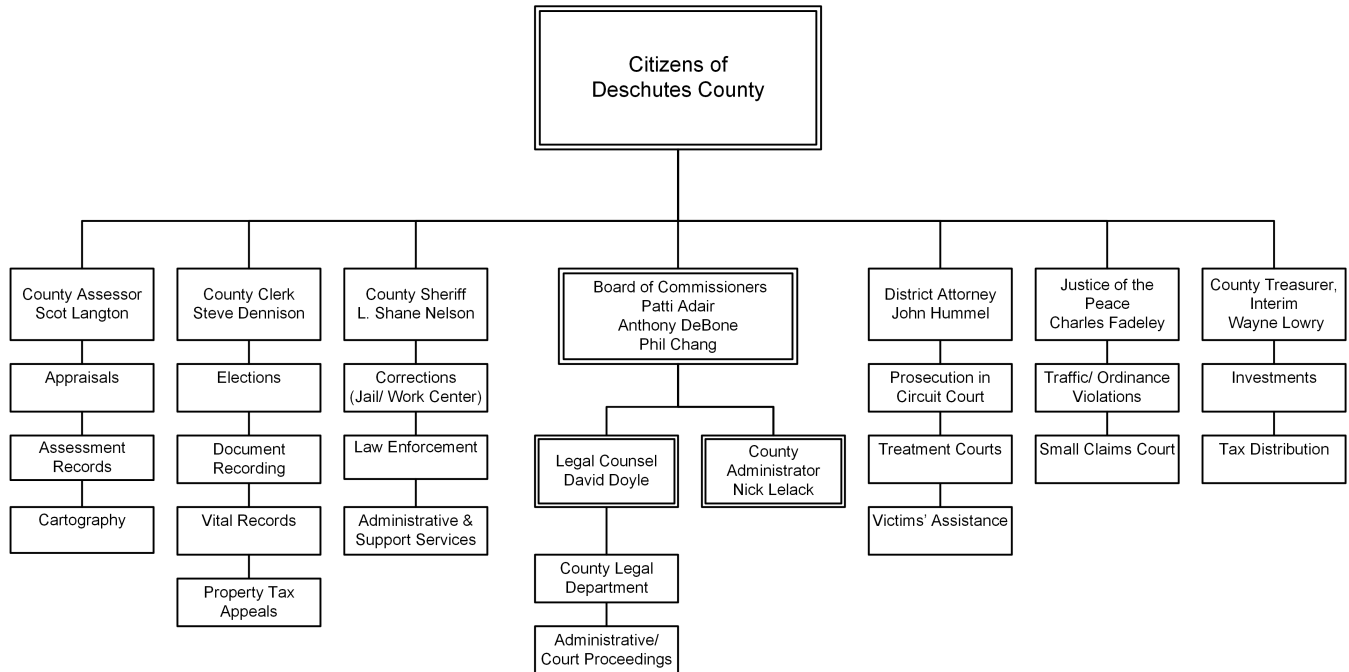 Citizens of
Deschutes County
County Assessor
Scot Langton
County Clerk
Steve Dennison
County Sheriff
L. Shane Nelson
Board of Commissioners
Patti Adair
Anthony DeBone
Phil Chang
District Attorney
John Hummel
Justice of the
Peace
Charles Fadeley
County Treasurer,
Interim
Wayne Lowry
Appraisals
Elections
Corrections
(Jail/ Work Center)
Prosecution in
Circuit Court
Traffic/ Ordinance
Violations
Investments
Assessment
Records
Document
Recording
Law Enforcement
Legal Counsel
David Doyle
County
Administrator
Nick Lelack
Treatment Courts
Small Claims Court
Tax Distribution
Cartography
Vital Records
Administrative &
Support Services
Victims’ Assistance
County Legal
Department
Property Tax
Appeals
Administrative/
Court Proceedings